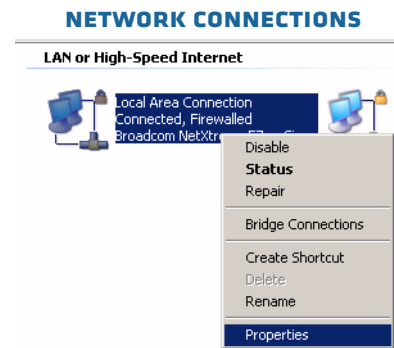 NETWORK CONNECTIONS
LAN or High-Speed Internet
Local Area Connection
Connected, Firewalled
Broadcom
Disable
Status
Repair
Bridge Connections
Create Shortcut
Delete
Rename
Properties